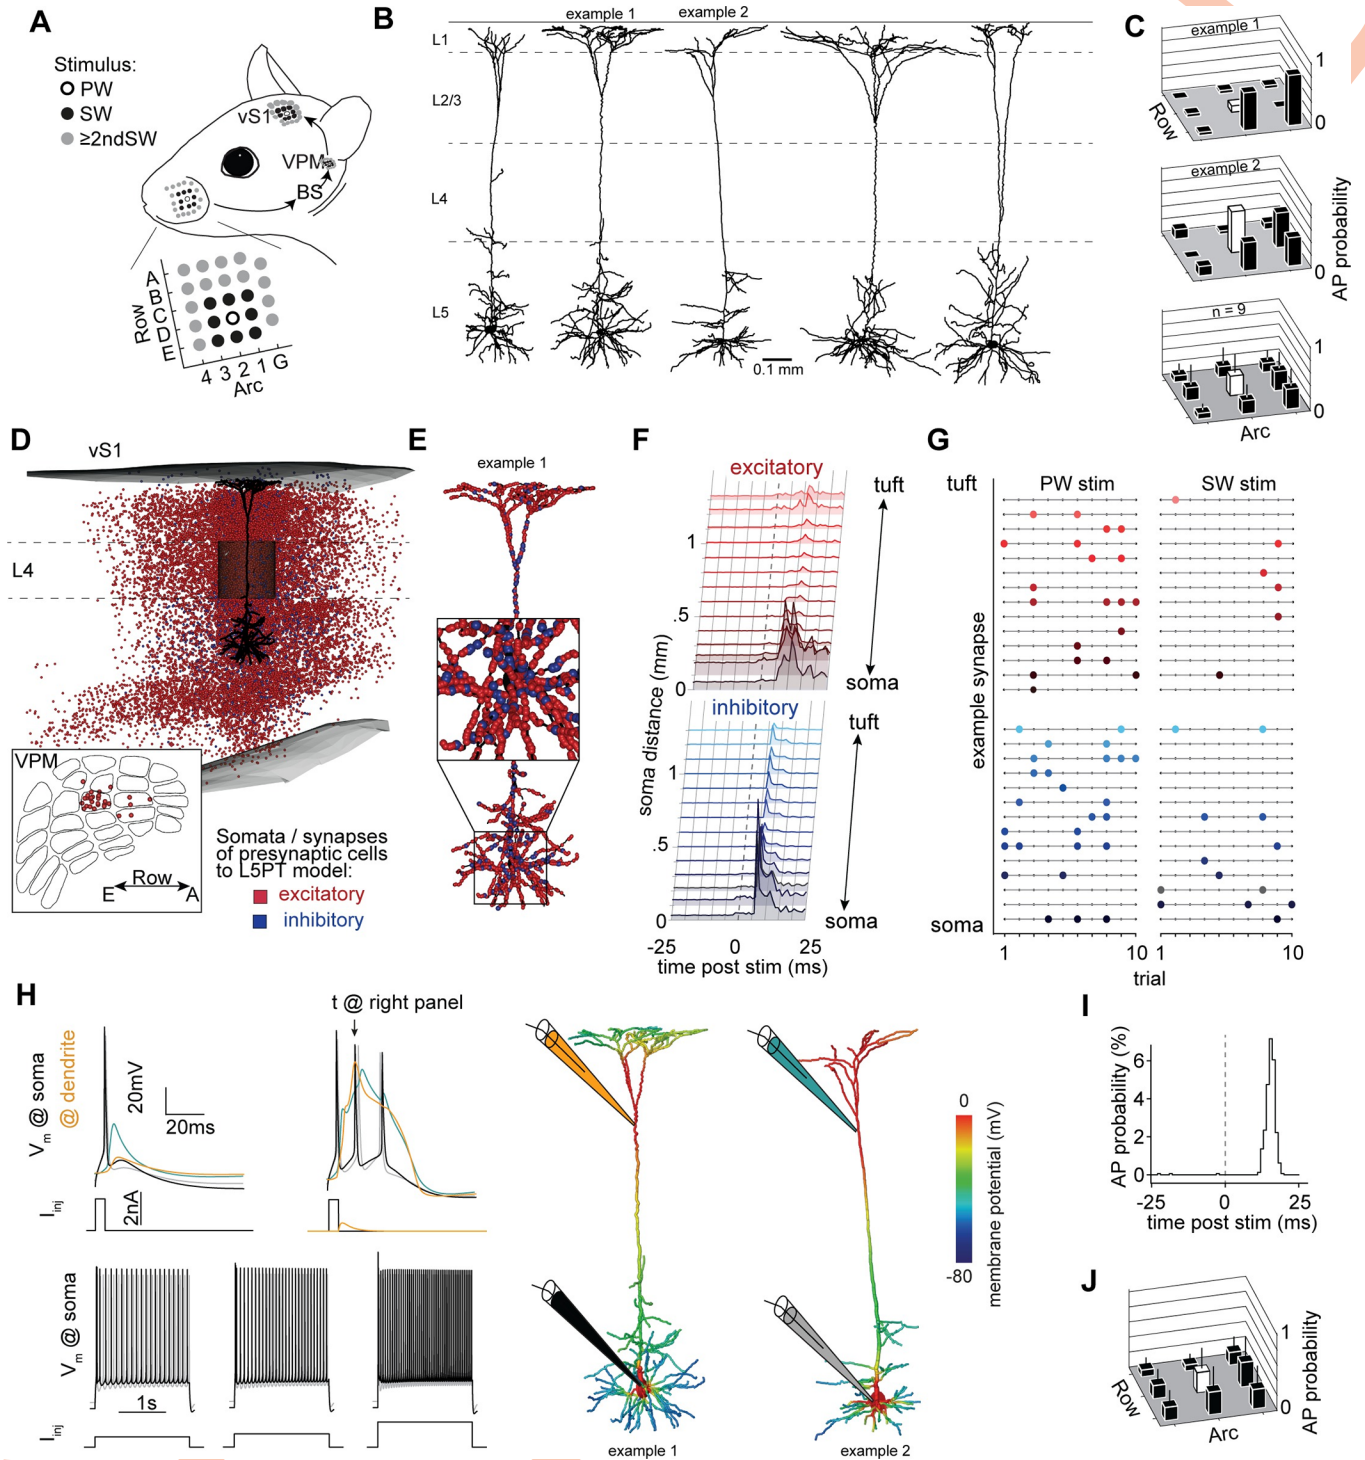 A
Stimulus:
PW
SW
≥2ndSW
vS1
VPM
BS
A
B
C
D
E
Row
4 3 2 1 G
Arc
B
example 1
example 2
L1
L2/3
L4
L5
0.1 mm
C
example 1
1
0
Row
example 2
1
0
AP probability
n = 9
1
0
Arc
D
vS1
L4
VPM
Row
E A
Somata / synapses
of presynaptic cells
to L5PT model:
excitatory
inhibitory
E
example 1
F
excitatory
tuft
1
.5
0
soma
inhibitory
tuft
1
.5
0
soma
soma distance (mm)
-25 0 25
time post stim (ms)
G
tuft
PW stim
SW stim
example synapse
soma
1 10
1 10
trial
H
t @ right panel
Vm @ soma
@ dendrite
20mV
20ms
Iinj
2nA
Vm @ soma
1s
Iinj
0
-80
membrane potential (mV)
example 1
example 2
I
AP probability (%)
6
4
2
0
-25 0 25
time post stim (ms)
J
1
0
AP probability
Row
Arc